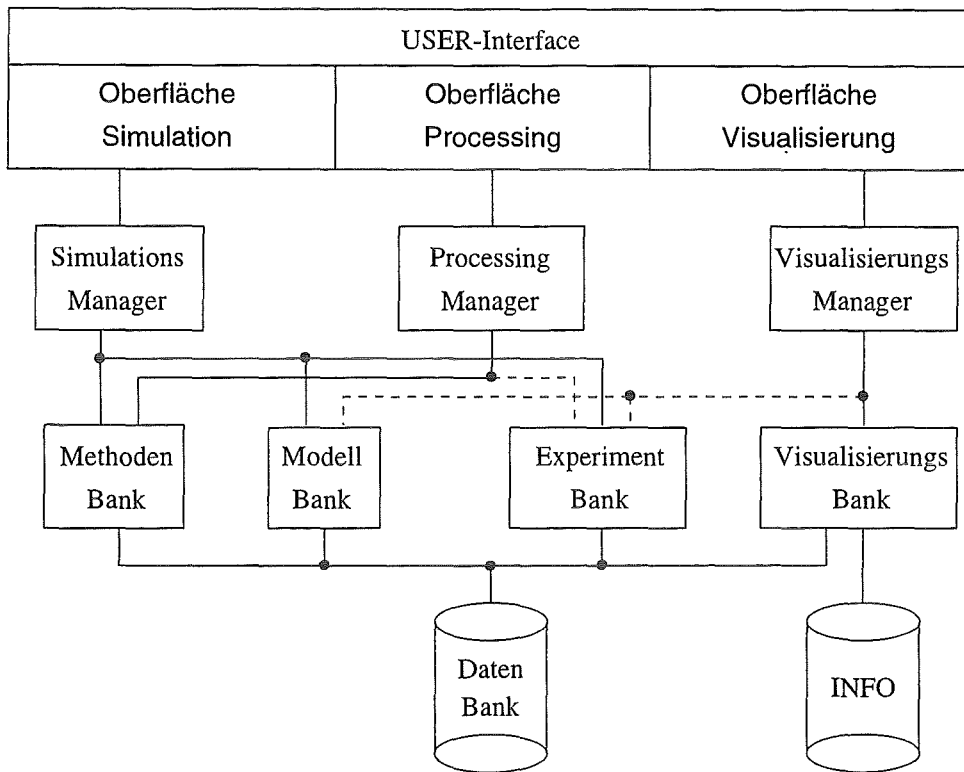 USER-Interface
Oberfläche
Simulation
Oberfläche
Processing
Oberfläche
Visualisierung
Simulations
Manager
Processing
Manager
Visualisierungs
Manager
Methoden
Bank
Modell
Bank
Experiment
Bank
Visualisierungs
Bank
Daten
Bank
INFO